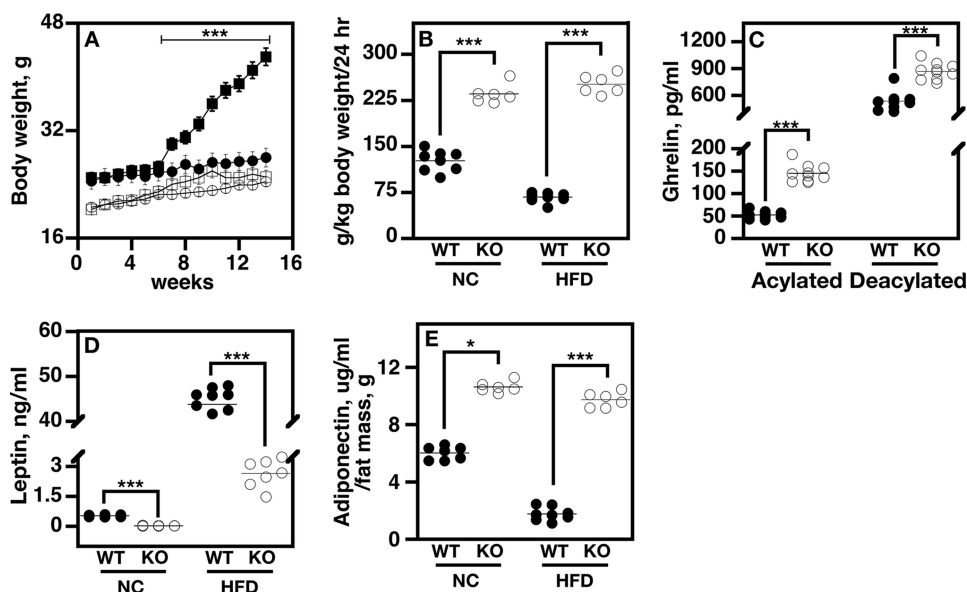 A
Body weight, g
48
32
16
0
4
8
12
16
weeks
***
B
g/kg body weight/24 hr
300
225
150
75
0
***
***
WT KO WT KO
NC HFD
C
Ghrelin, pg/ml
1200
900
600
200
150
100
50
0
***
***
WT KO WT KO
Acylated Deacylated
D
Leptin, ng/ml
60
50
40
3
1.5
0
***
***
WT KO WT KO
NC HFD
E
Adiponectin, ug/ml
/fat mass, g
12
8
4
0
*
***
WT KO WT KO
NC HFD